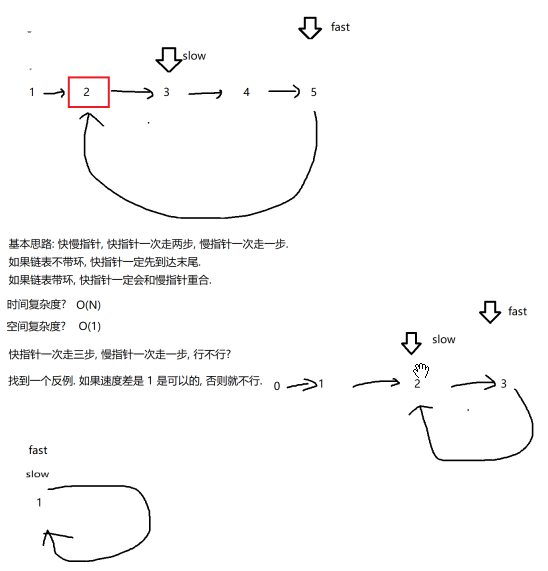 fast
slow
1 2 3 4 5
基本思路: 快慢指针, 快指针一次走两步, 慢指针一次走一步.
如果链表不带环, 快指针一定先到达末尾.
如果链表带环, 快指针一定会和慢指针重合.
时间复杂度? O(N)
空间复杂度? O(1)
fast
slow
快指针一次走三步, 慢指针一次走一步, 行不行?
找到一个反例. 如果速度差是 1 是可以的, 否则就不行.
0 1 2 3
fast
slow
1